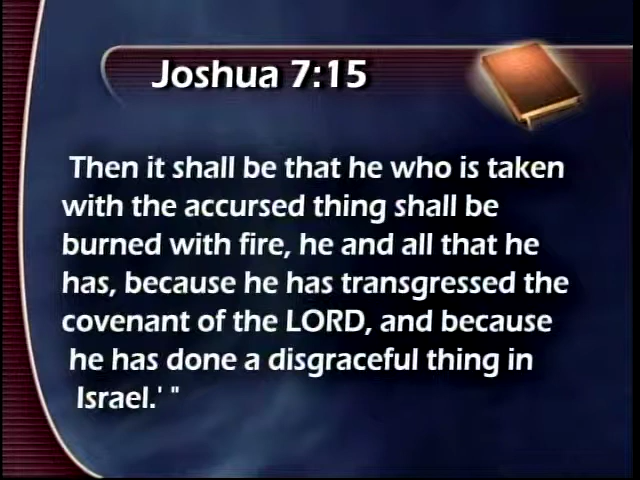 Joshua 7:15
Then it shall be that he who is taken
with the accursed thing shall be
burned with fire, he and all that he
has, because he has transgressed the
covenant of the LORD, and because
he has done a disgraceful thing in
Israel.' "